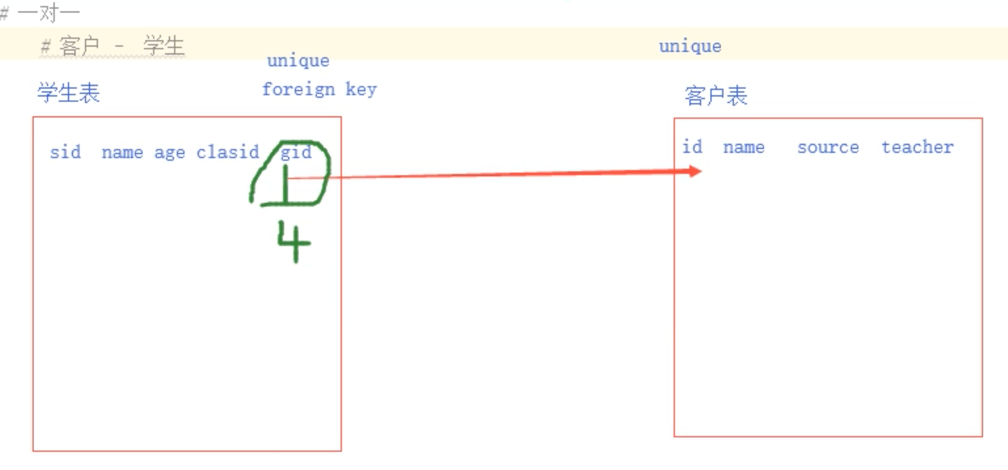 # 一对一
# 客户 - 学生
unique
unique
foreign key
学生表
客户表
sid name age clasid gid
id name source teacher
1
4